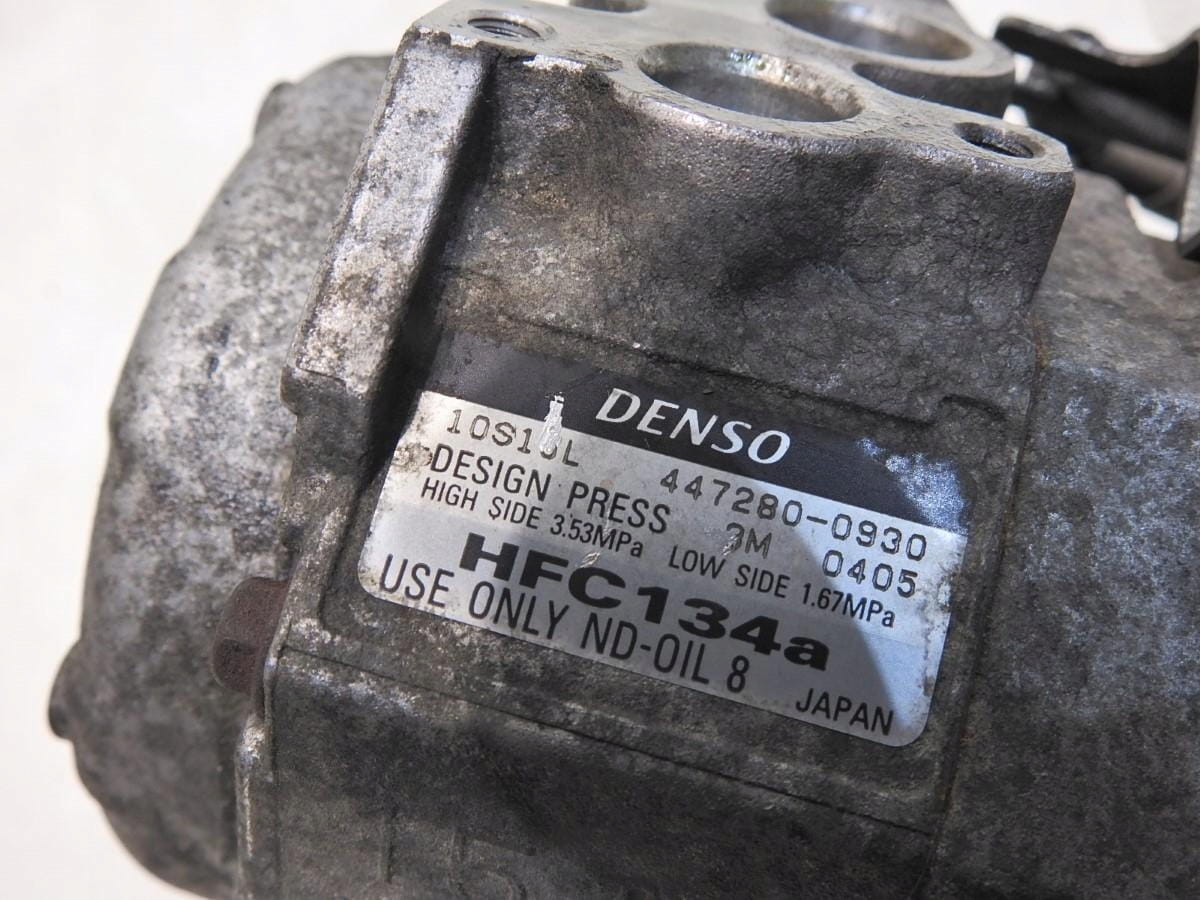 DENSO
447280-0930
DESIGN PRESS 3M 0405
HIGH SIDE 3.53MPa LOW SIDE 1.67MPa
HFC134a
USE ONLY ND-OIL 8
JAPAN